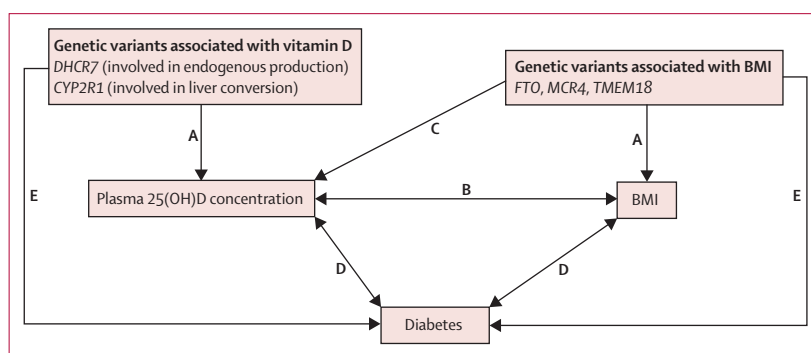 Genetic variants associated with vitamin D
DHCR7 (involved in endogenous production)
CYP2R1 (involved in liver conversion)
Genetic variants associated with BMI
FTO, MCR4, TMEM18
A
C
A
E
Plasma 25(OH)D concentration
B
BMI
E
D
D
Diabetes